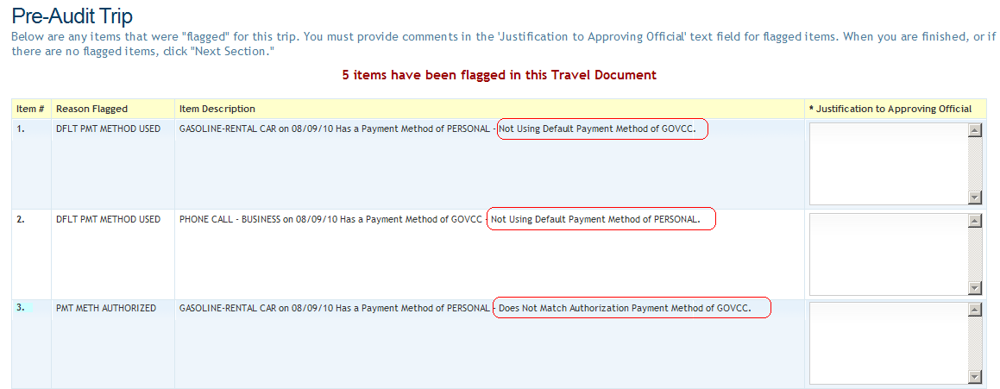 Pre-Audit Trip
Below are any items that were "flagged" for this trip. You must provide comments in the 'Justification to Approving Official' text field for flagged items. When you are finished, or if
there are no flagged items, click "Next Section."
5 items have been flagged in this Travel Document
Item # Reason Flagged Item Description * Justification to Approving Official
1. DFLT PMT METHOD USED GASOLINE-RENTAL CAR on 08/09/10 Has a Payment Method of PERSONAL - Not Using Default Payment Method of GOVCC.
2. DFLT PMT METHOD USED PHONE CALL - BUSINESS on 08/09/10 Has a Payment Method of GOVCC - Not Using Default Payment Method of PERSONAL.
3. PMT METH AUTHORIZED GASOLINE-RENTAL CAR on 08/09/10 Has a Payment Method of PERSONAL - Does Not Match Authorization Payment Method of GOVCC.